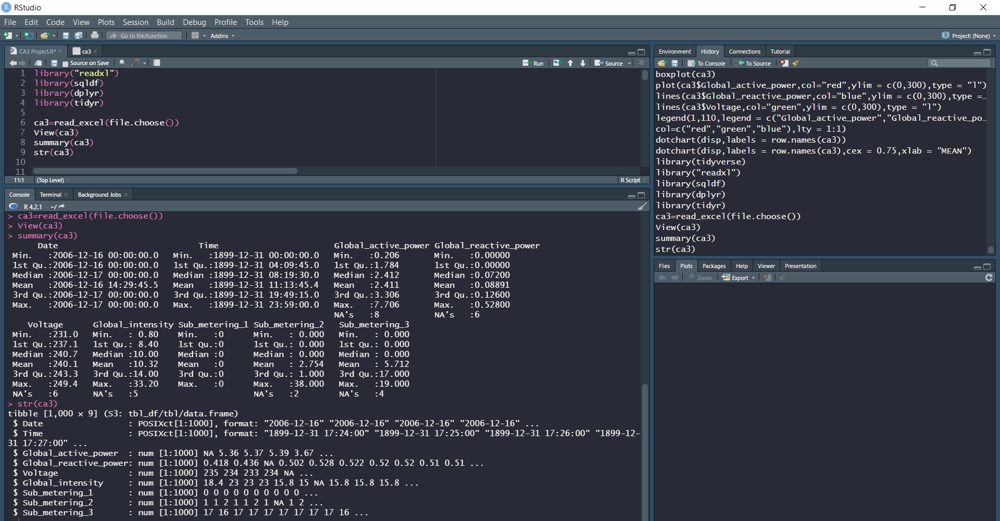 RStudio
File Edit Code View Plots Session Build Debug Profile Tools Help
Go to file/function Addins Project: (None)
CA3 Project.R* ca3
Source on Save Run Source
1 library("readxl")
2 library(sqldf)
3 library(dplyr)
4 library(tidyr)
5
6 ca3=read_excel(file.choose())
7 View(ca3)
8 summary(ca3)
9 str(ca3)
10
11
11:1 (Top Level) R Script
Console Terminal Background Jobs
R 4.2.1 · ~/
> ca3=read_excel(file.choose())
> View(ca3)
> summary(ca3)
Date Time Global_active_power Global_reactive_power
Min. :2006-12-16 00:00:00.0 Min. :1899-12-31 00:00:00.0 Min. :0.206 Min. :0.00000
1st Qu.:2006-12-16 00:00:00.0 1st Qu.:1899-12-31 04:09:45.0 1st Qu.:1.784 1st Qu.:0.00000
Median :2006-12-17 00:00:00.0 Median :1899-12-31 08:19:30.0 Median :2.412 Median :0.07200
Mean :2006-12-16 14:29:45.5 Mean :1899-12-31 11:13:45.4 Mean :2.411 Mean :0.08891
3rd Qu.:2006-12-17 00:00:00.0 3rd Qu.:1899-12-31 19:49:15.0 3rd Qu.:3.306 3rd Qu.:0.12600
Max. :2006-12-17 00:00:00.0 Max. :1899-12-31 23:59:00.0 Max. :7.706 Max. :0.52800
NA's :8 NA's :6
Voltage Global_intensity Sub_metering_1 Sub_metering_2 Sub_metering_3
Min. :231.0 Min. : 0.80 Min. :0 Min. : 0.000 Min. : 0.000
1st Qu.:237.1 1st Qu.: 8.40 1st Qu.:0 1st Qu.: 0.000 1st Qu.: 0.000
Median :240.7 Median :10.00 Median :0 Median : 0.000 Median : 0.000
Mean :240.1 Mean :10.32 Mean :0 Mean : 2.754 Mean : 5.712
3rd Qu.:243.3 3rd Qu.:14.00 3rd Qu.:0 3rd Qu.: 1.000 3rd Qu.:17.000
Max. :249.4 Max. :33.20 Max. :0 Max. :38.000 Max. :19.000
NA's :6 NA's :5 NA's :2 NA's :4
> str(ca3)
tibble [1,000 × 9] (S3: tbl_df/tbl/data.frame)
$ Date : POSIXct[1:1000], format: "2006-12-16" "2006-12-16" "2006-12-16" "2006-12-16" ...
$ Time : POSIXct[1:1000], format: "1899-12-31 17:24:00" "1899-12-31 17:25:00" "1899-12-31 17:26:00" "1899-12-
31 17:27:00" ...
$ Global_active_power : num [1:1000] NA 5.36 5.37 5.39 3.67 ...
$ Global_reactive_power: num [1:1000] 0.418 0.436 NA 0.502 0.528 0.522 0.52 0.52 0.51 0.51 ...
$ Voltage : num [1:1000] 235 234 233 234 NA ...
$ Global_intensity : num [1:1000] 18.4 23 23 23 15.8 15 NA 15.8 15.8 15.8 ...
$ Sub_metering_1 : num [1:1000] 0 0 0 0 0 0 0 0 0 0 ...
$ Sub_metering_2 : num [1:1000] 1 1 2 1 1 2 1 NA 1 2 ...
$ Sub_metering_3 : num [1:1000] 17 16 17 17 17 17 17 17 17 16 ...
Environment History Connections Tutorial
To Console To Source
boxplot(ca3)
plot(ca3$Global_active_power,col="red",ylim = c(0,300),type = "l")
lines(ca3$Global_reactive_power,col="blue",ylim = c(0,300),type =…
lines(ca3$Voltage,col="green",ylim = c(0,300),type = "l")
legend(1,110,legend = c("Global_active_power","Global_reactive_po…
col=c("red","green","blue"),lty = 1:1)
dotchart(disp,labels = row.names(ca3))
dotchart(disp,labels = row.names(ca3),cex = 0.75,xlab = "MEAN")
library(tidyverse)
library("readxl")
library(sqldf)
library(dplyr)
library(tidyr)
ca3=read_excel(file.choose())
View(ca3)
summary(ca3)
str(ca3)
Files Plots Packages Help Viewer Presentation
Zoom Export